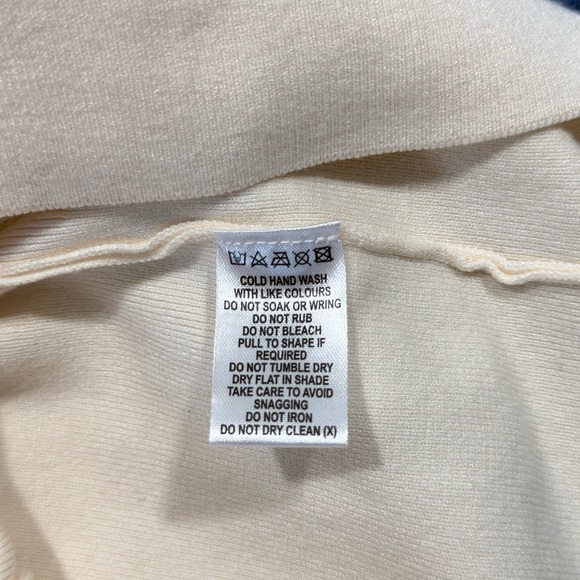 COLD HAND WASH
WITH LIKE COLOURS
DO NOT SOAK OR WRING
DO NOT RUB
DO NOT BLEACH
PULL TO SHAPE IF
REQUIRED
DO NOT TUMBLE DRY
DRY FLAT IN SHADE
TAKE CARE TO AVOID
SNAGGING
DO NOT IRON
DO NOT DRY CLEAN (X)